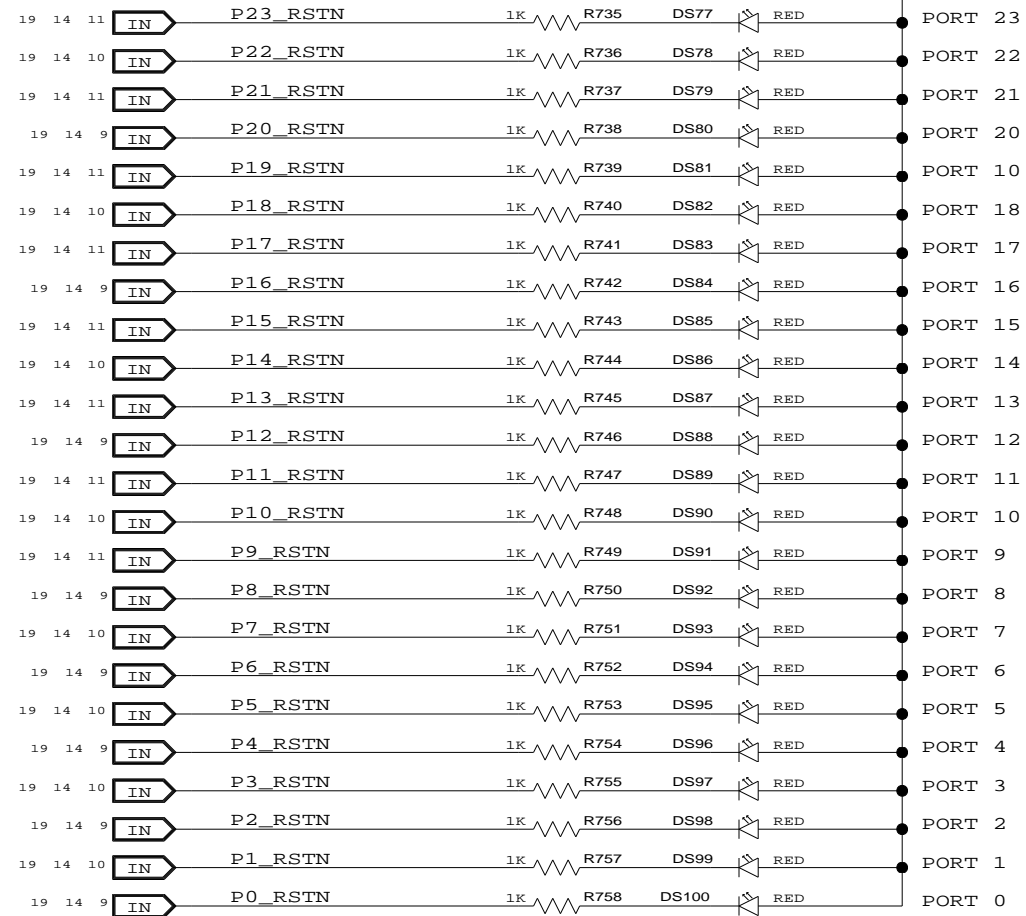 19 14 11 IN P23_RSTN 1K R735 DS77 RED PORT 23
19 14 10 IN P22_RSTN 1K R736 DS78 RED PORT 22
19 14 11 IN P21_RSTN 1K R737 DS79 RED PORT 21
19 14 9 IN P20_RSTN 1K R738 DS80 RED PORT 20
19 14 11 IN P19_RSTN 1K R739 DS81 RED PORT 10
19 14 10 IN P18_RSTN 1K R740 DS82 RED PORT 18
19 14 11 IN P17_RSTN 1K R741 DS83 RED PORT 17
19 14 9 IN P16_RSTN 1K R742 DS84 RED PORT 16
19 14 11 IN P15_RSTN 1K R743 DS85 RED PORT 15
19 14 10 IN P14_RSTN 1K R744 DS86 RED PORT 14
19 14 11 IN P13_RSTN 1K R745 DS87 RED PORT 13
19 14 9 IN P12_RSTN 1K R746 DS88 RED PORT 12
19 14 11 IN P11_RSTN 1K R747 DS89 RED PORT 11
19 14 10 IN P10_RSTN 1K R748 DS90 RED PORT 10
19 14 11 IN P9_RSTN 1K R749 DS91 RED PORT 9
19 14 9 IN P8_RSTN 1K R750 DS92 RED PORT 8
19 14 10 IN P7_RSTN 1K R751 DS93 RED PORT 7
19 14 9 IN P6_RSTN 1K R752 DS94 RED PORT 6
19 14 10 IN P5_RSTN 1K R753 DS95 RED PORT 5
19 14 9 IN P4_RSTN 1K R754 DS96 RED PORT 4
19 14 10 IN P3_RSTN 1K R755 DS97 RED PORT 3
19 14 9 IN P2_RSTN 1K R756 DS98 RED PORT 2
19 14 10 IN P1_RSTN 1K R757 DS99 RED PORT 1
19 14 9 IN P0_RSTN 1K R758 DS100 RED PORT 0